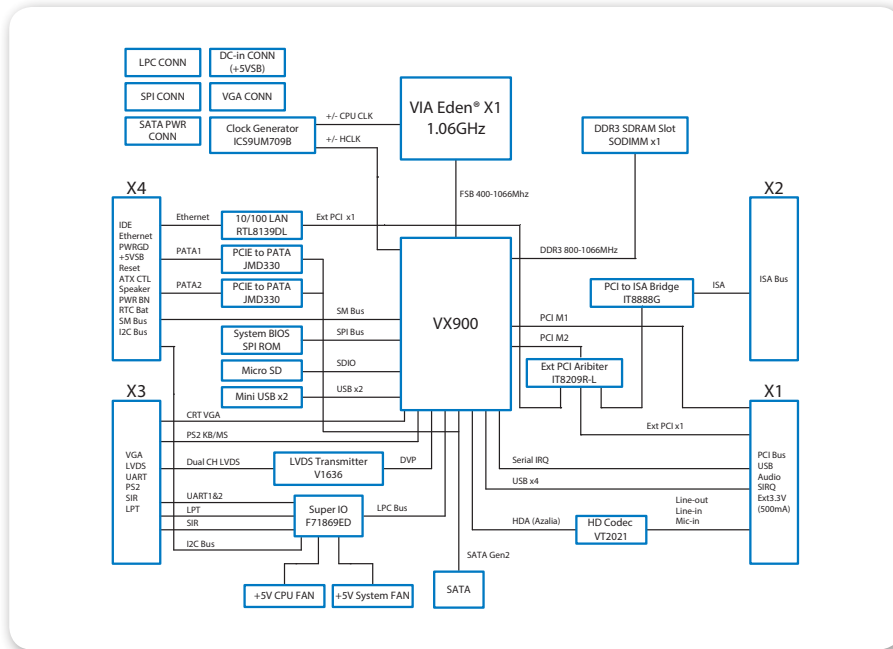 LPC CONN
DC-in CONN
(+5VSB)
SPI CONN
VGA CONN
SATA PWR
CONN
Clock Generator
ICS9UM709B
+/- CPU CLK
+/- HCLK
VIA Eden® X1
1.06GHz
DDR3 SDRAM Slot
SODIMM x1
FSB 400-1066Mhz
DDR3 800-1066MHz
X4
IDE
Ethernet
PWRGD
+5VSB
Reset
ATX CTL
Speaker
PWR BN
RTC Bat
SM Bus
I2C Bus
Ethernet
10/100 LAN
RTL8139DL
Ext PCI x1
PATA1
PCIE to PATA
JMD330
PATA2
PCIE to PATA
JMD330
SM Bus
System BIOS
SPI ROM
SPI Bus
Micro SD
SDIO
Mini USB x2
USB x2
VX900
X2
ISA Bus
PCI to ISA Bridge
IT8888G
ISA
PCI M1
PCI M2
Ext PCI Aribiter
IT8209R-L
Ext PCI x1
X3
VGA
LVDS
UART
PS2
SIR
LPT
CRT VGA
PS2 KB/MS
Dual CH LVDS
LVDS Transmitter
V1636
DVP
UART1&2
LPT
SIR
I2C Bus
Super IO
F71869ED
LPC Bus
+5V CPU FAN
+5V System FAN
SATA
SATA Gen2
X1
PCI Bus
USB
Audio
SIRQ
Ext3.3V
(500mA)
Serial IRQ
USB x4
HDA (Azalia)
HD Codec
VT2021
Line-out
Line-in
Mic-in